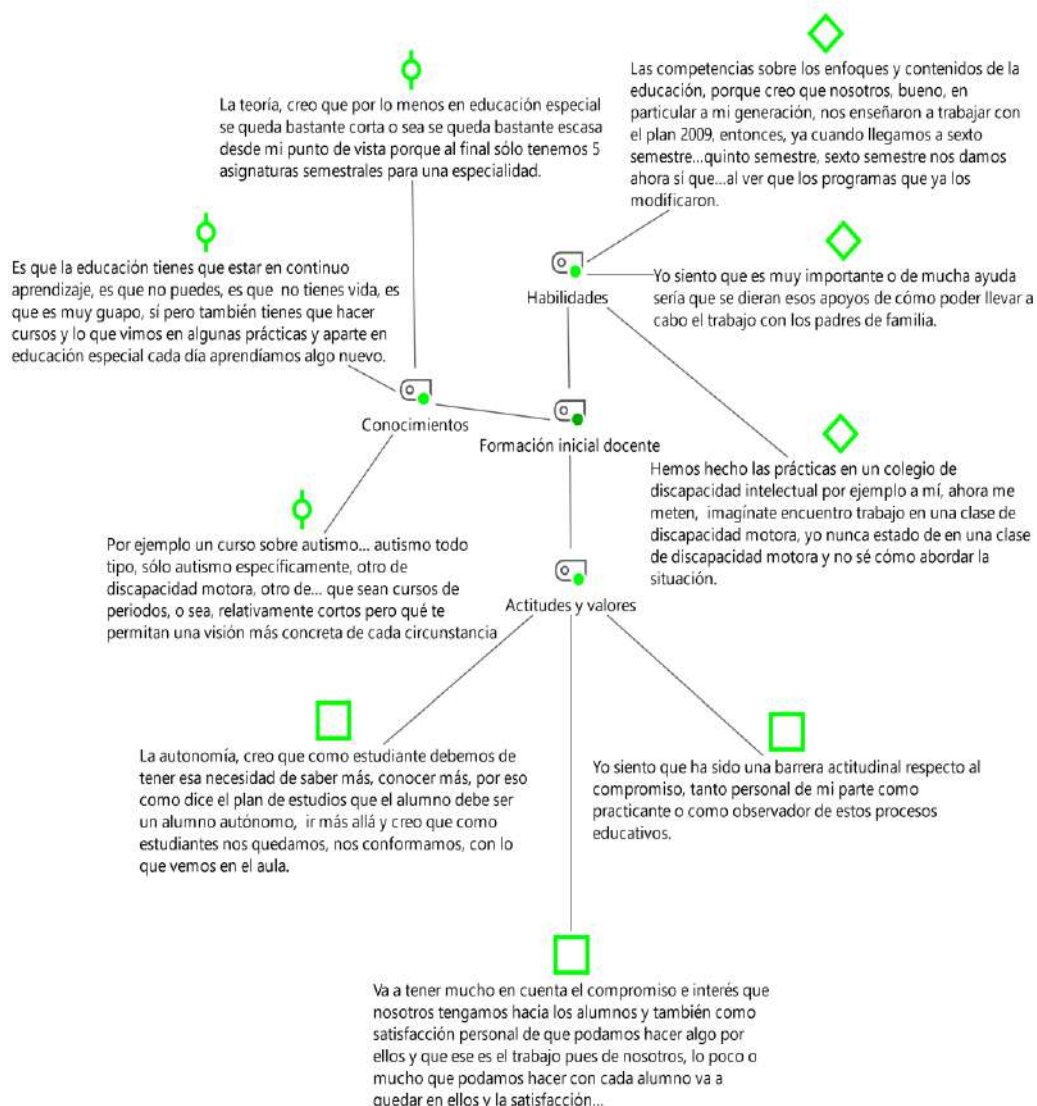 La teoría, creo que por lo menos en educación especial
se queda bastante corta o sea se queda bastante escasa
desde mi punto de vista porque al final sólo tenemos 5
asignaturas semestrales para una especialidad.
Las competencias sobre los enfoques y contenidos de la
educación, porque creo que nosotros, bueno, en
particular a mi generación, nos enseñaron a trabajar con
el plan 2009, entonces, ya cuando llegamos a sexto
semestre...quinto semestre, sexto semestre nos damos
ahora sí que...al ver que los programas que ya los
modificaron.
Es que la educación tienes que estar en continuo
aprendizaje, es que no puedes, es que no tienes vida, es
que es muy guapo, sí pero también tienes que hacer
cursos y lo que vimos en algunas prácticas y aparte en
educación especial cada día aprendíamos algo nuevo.
Yo siento que es muy importante o de mucha ayuda
sería que se dieran esos apoyos de cómo poder llevar a
cabo el trabajo con los padres de familia.
Habilidades
Conocimientos
Formación inicial docente
Hemos hecho las prácticas en un colegio de
discapacidad intelectual por ejemplo a mí, ahora me
meten, imagínate encuentro trabajo en una clase de
discapacidad motora, yo nunca estado de en una clase
de discapacidad motora y no sé cómo abordar la
situación.
Por ejemplo un curso sobre autismo... autismo todo
tipo, sólo autismo específicamente, otro de
discapacidad motora, otro de... que sean cursos de
periodos, o sea, relativamente cortos pero qué te
permitan una visión más concreta de cada circunstancia
Actitudes y valores
La autonomía, creo que como estudiante debemos de
tener esa necesidad de saber más, conocer más, por eso
como dice el plan de estudios que el alumno debe ser
un alumno autónomo, ir más allá y creo que como
estudiantes nos quedamos, nos conformamos, con lo
que vemos en el aula.
Yo siento que ha sido una barrera actitudinal respecto al
compromiso, tanto personal de mi parte como
practicante o como observador de estos procesos
educativos.
Va a tener mucho en cuenta el compromiso e interés que
nosotros tengamos hacia los alumnos y también como
satisfacción personal de que podamos hacer algo por
ellos y que ese es el trabajo pues de nosotros, lo poco o
mucho que podamos hacer con cada alumno va a
quedar en ellos y la satisfacción...